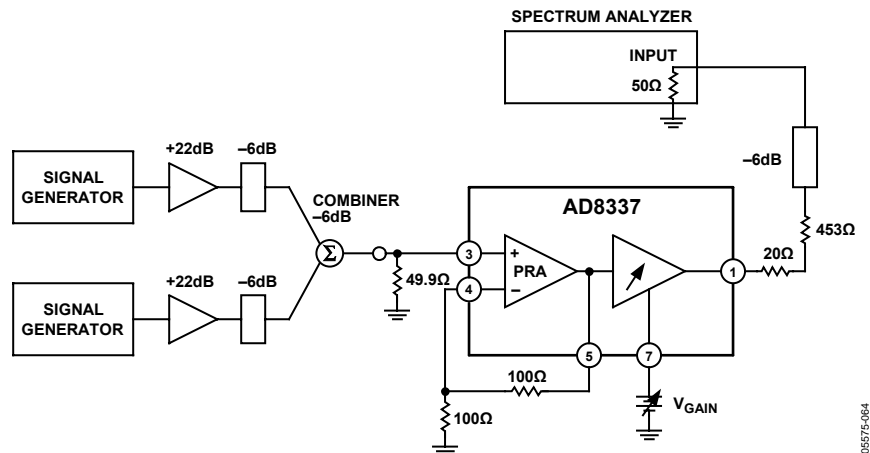 SPECTRUM ANALYZER
INPUT
50Ω
+22dB
–6dB
SIGNAL
GENERATOR
COMBINER
–6dB
Σ
49.9Ω
AD8337
3
+
PRA
4
–
1
20Ω
453Ω
–6dB
+22dB
–6dB
SIGNAL
GENERATOR
5
7
100Ω
100Ω
VGAIN
05575-064